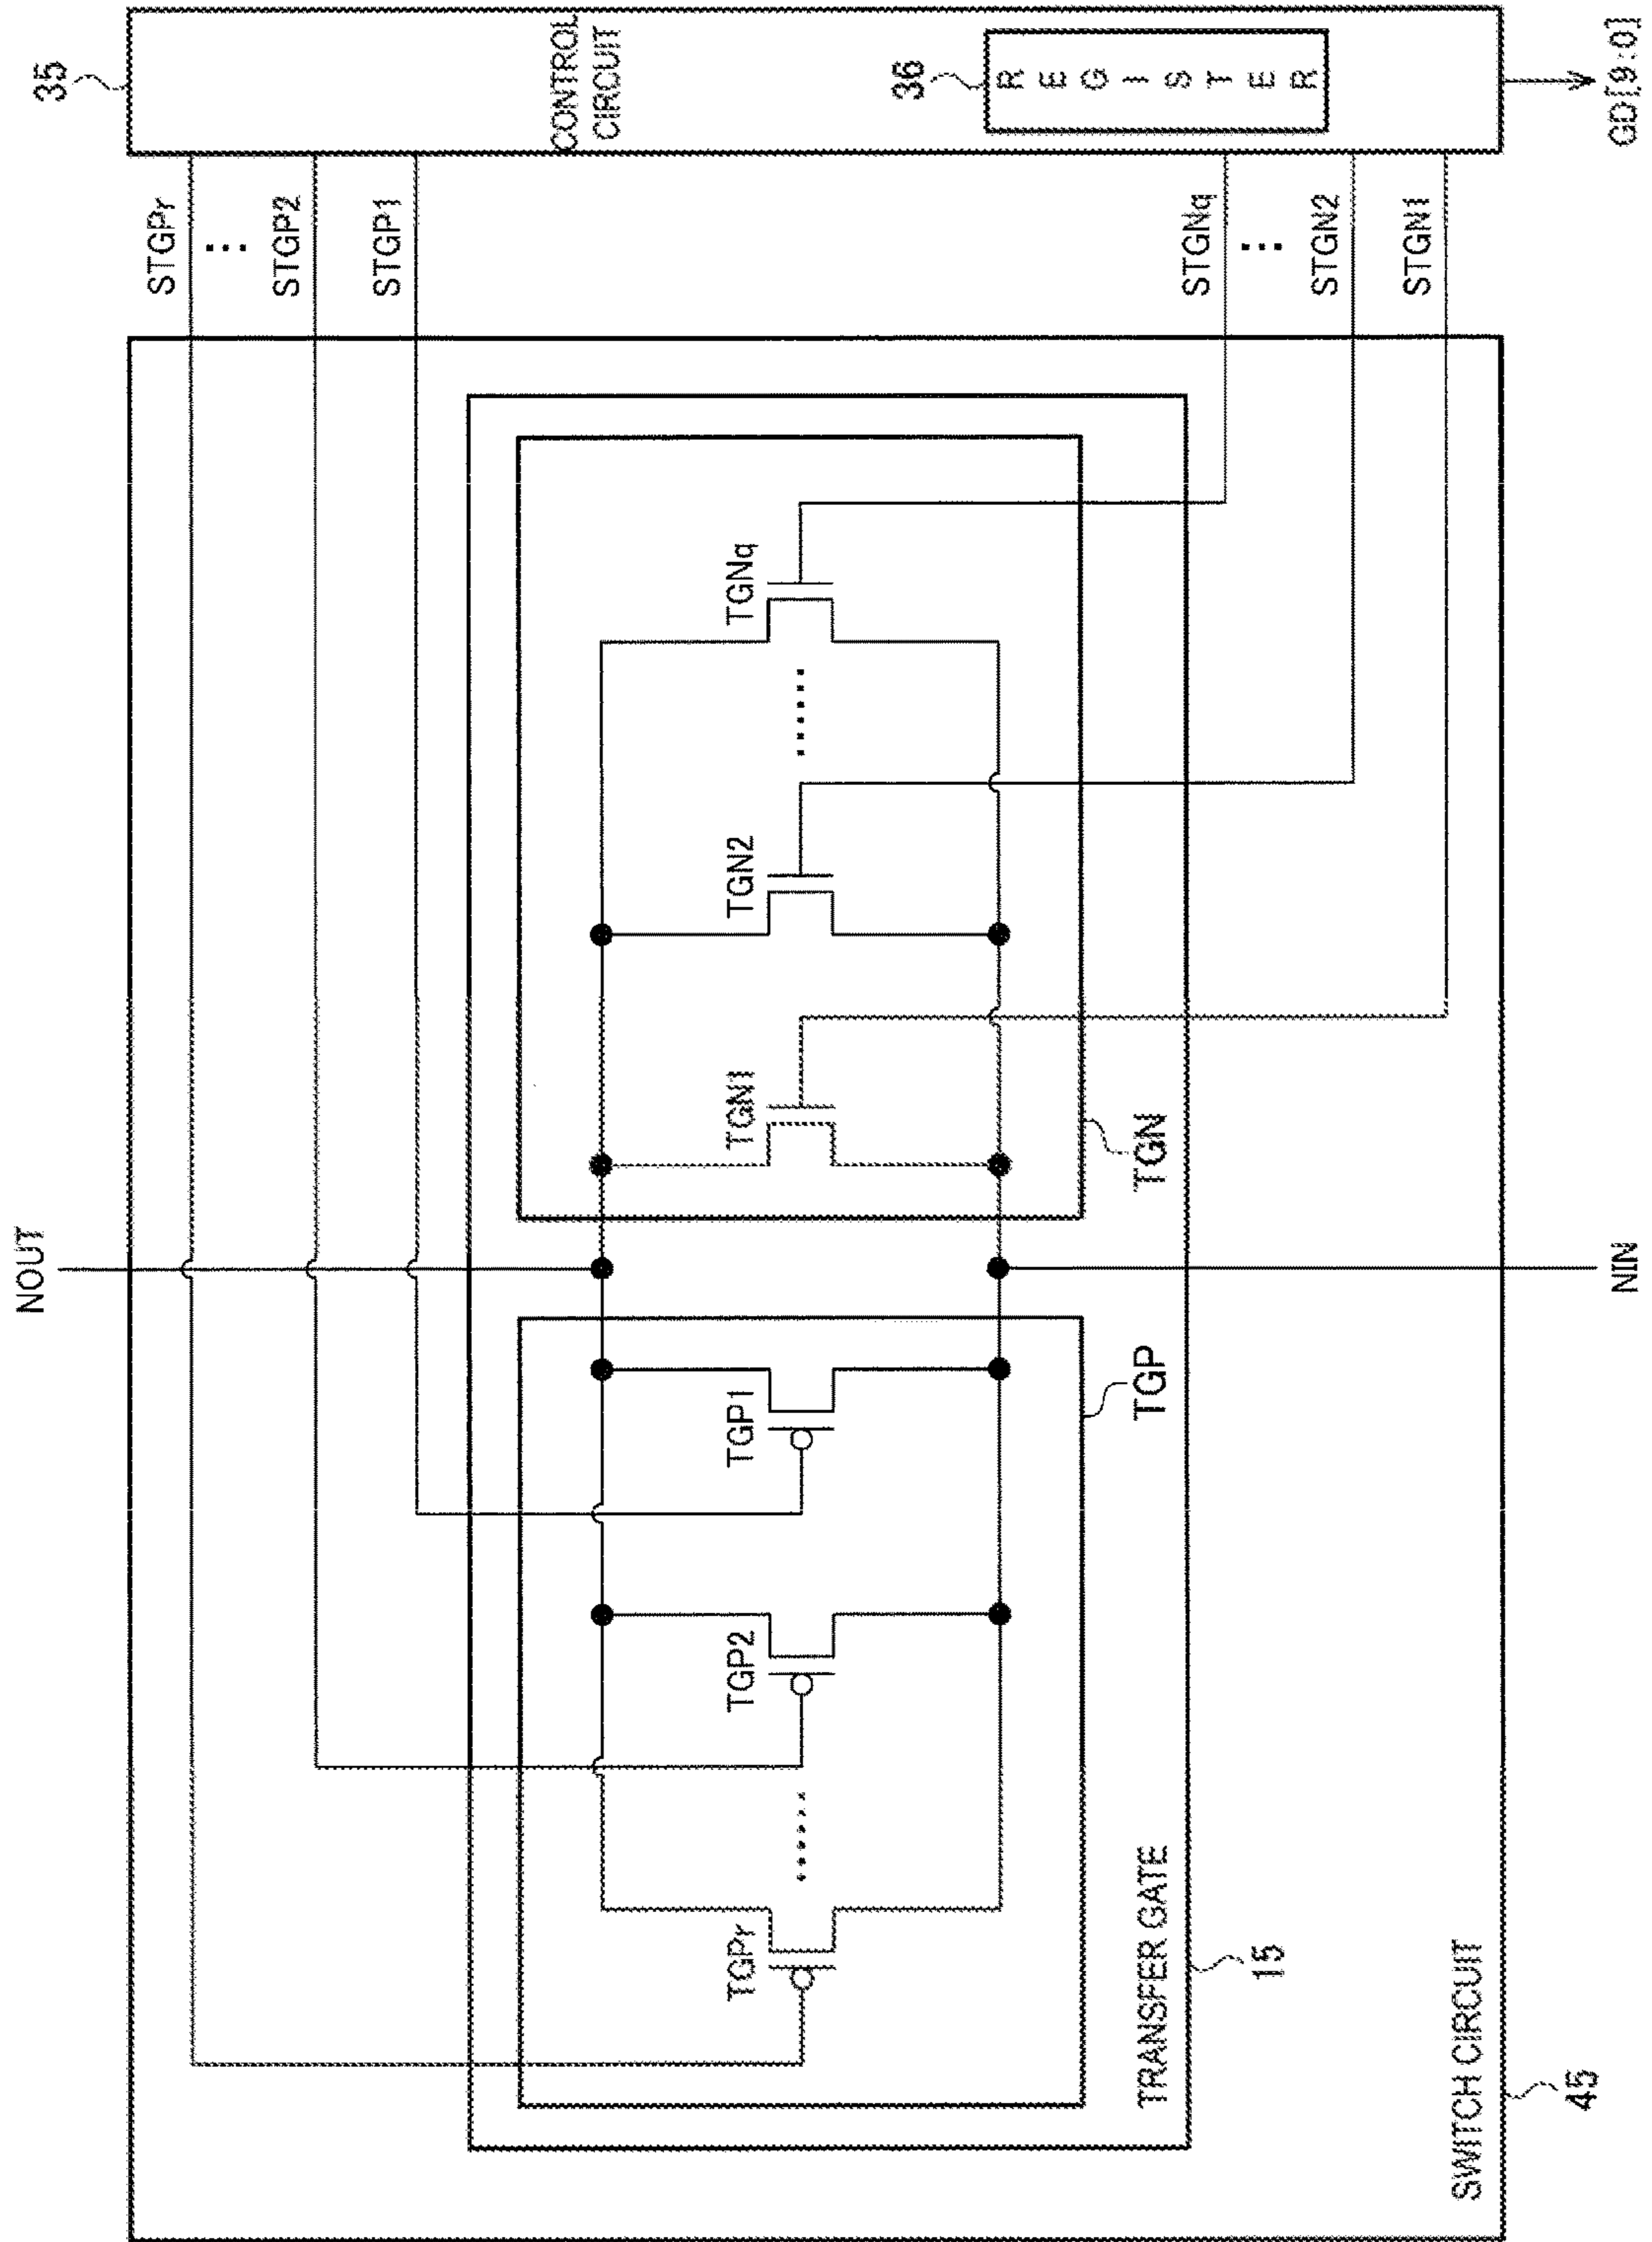 35
CONTROL
CIRCUIT
36
REGISTER
GD[9:0]
STGPr
⋮
STGP2
STGP1
STGNq
⋮
STGN2
STGN1
NOUT
TGNq
······
TGN2
TGN1
TGN
NIN
TGP1
TGP
TGP2
······
TGPr
TRANSFER GATE
15
SWITCH CIRCUIT
45